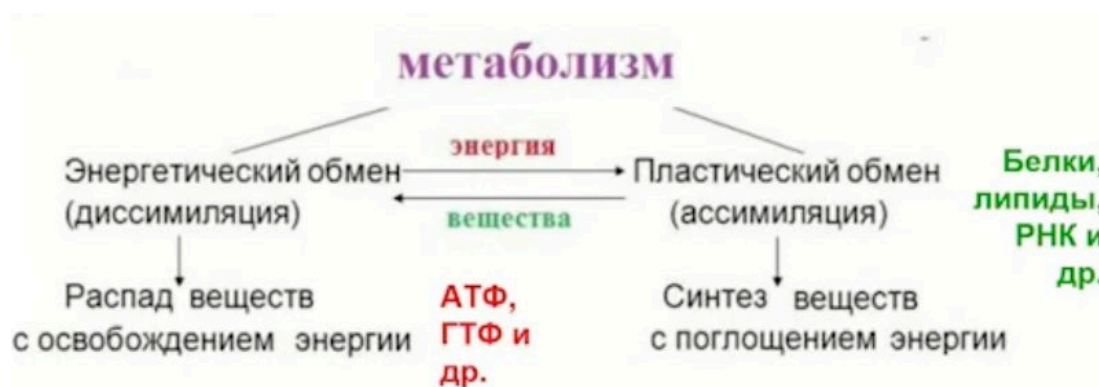 метаболизм
энергия
Энергетический обмен
(диссимиляция)
вещества
Пластический обмен
(ассимиляция)
Белки,
липиды,
РНК и
др.
Распад веществ
с освобождением энергии
АТФ,
ГТФ и
др.
Синтез веществ
с поглощением энергии